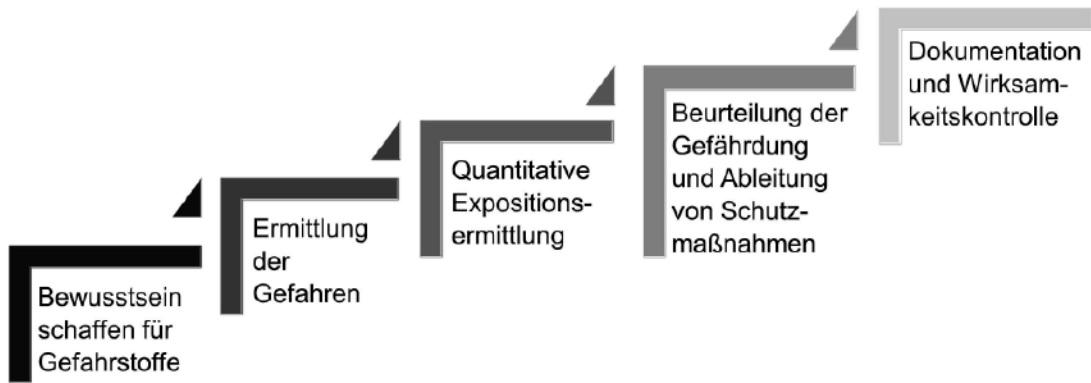 Bewusstsein
schaffen für
Gefahrstoffe
Ermittlung
der
Gefahren
Quantitative
Expositions-
ermittlung
Beurteilung der
Gefährdung
und Ableitung
von Schutz-
maßnahmen
Dokumentation
und Wirksam-
keitskontrolle